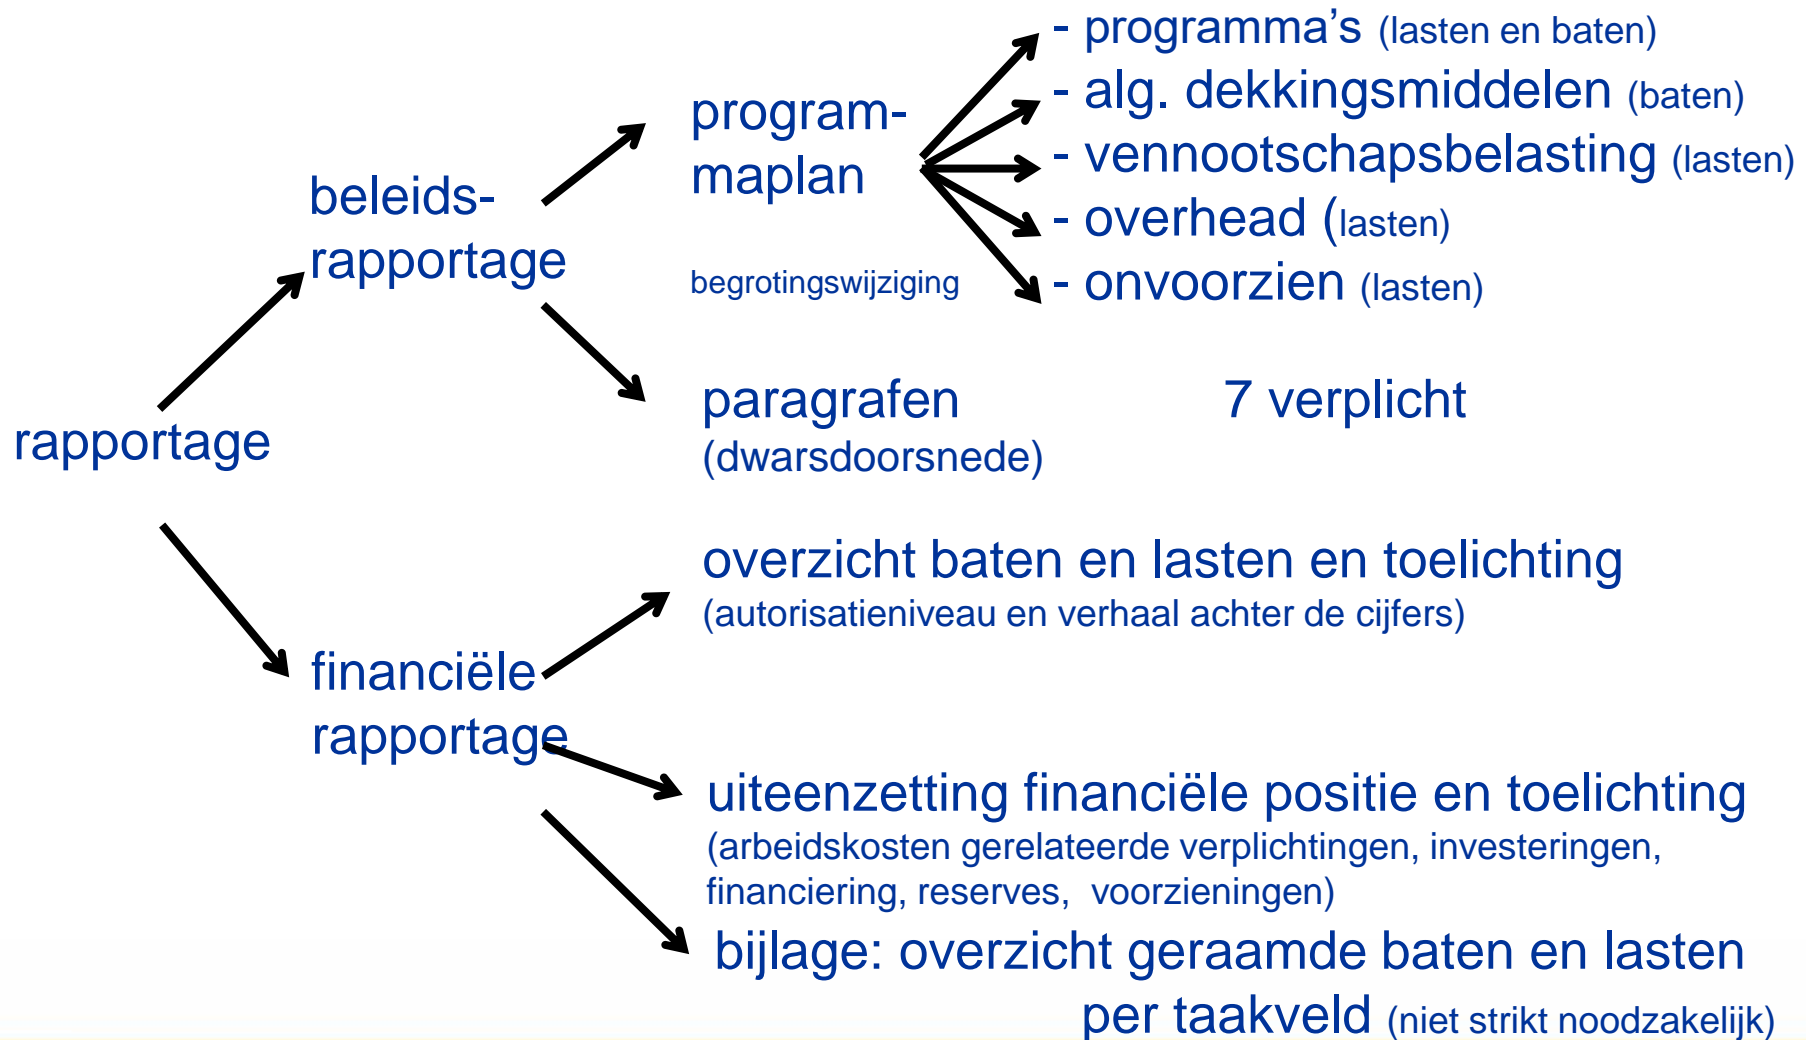 rapportage
beleids-
rapportage
program-
maplan
begrotingswijziging
- programma’s (lasten en baten)
- alg. dekkingsmiddelen (baten)
- vennootschapsbelasting (lasten)
- overhead (lasten)
- onvoorzien (lasten)
paragrafen 7 verplicht
(dwarsdoorsnede)
financiële
rapportage
overzicht baten en lasten en toelichting
(autorisatieniveau en verhaal achter de cijfers)
uiteenzetting financiële positie en toelichting
(arbeidskosten gerelateerde verplichtingen, investeringen,
financiering, reserves, voorzieningen)
bijlage: overzicht geraamde baten en lasten
per taakveld (niet strikt noodzakelijk)